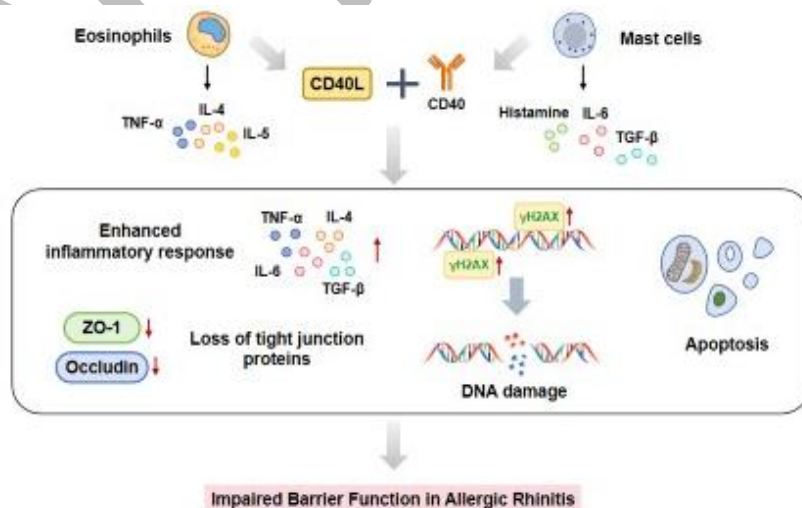 Eosinophils
Mast cells
CD40L
CD40
TNF-α
IL-4
IL-5
Histamine
IL-6
TGF-β
Enhanced
inflammatory response
TNF-α
IL-4
IL-6
TGF-β
γH2AX
γH2AX
ZO-1
Occludin
Loss of tight junction
proteins
DNA damage
Apoptosis
Impaired Barrier Function in Allergic Rhinitis